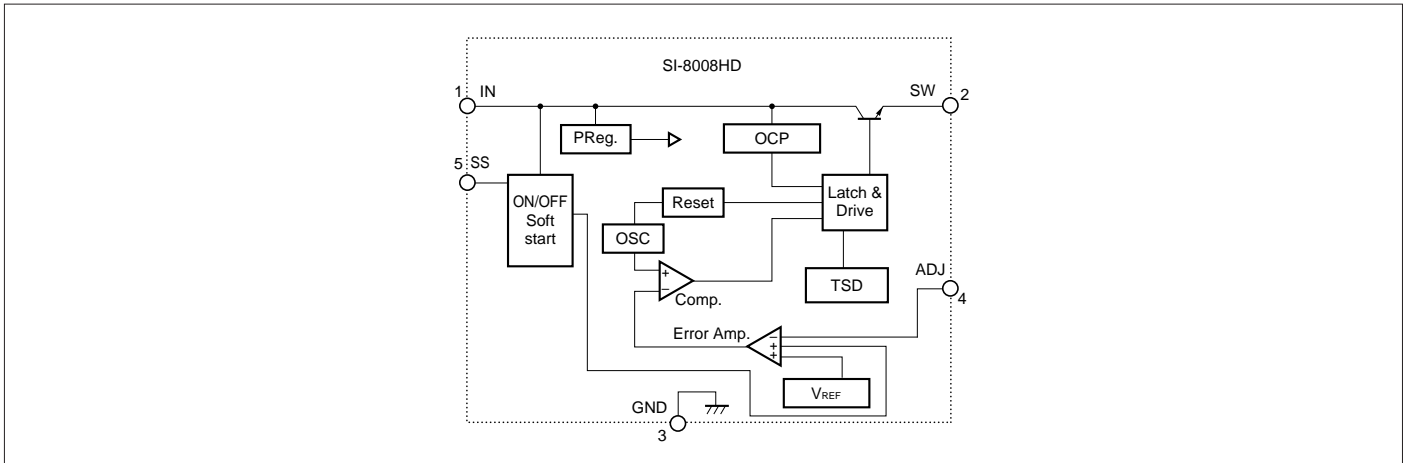 SI-8008HD
1 IN
SW 2
PReg.
OCP
5 SS
ON/OFF
Soft
start
Latch &
Drive
Reset
OSC
+
−
Comp.
TSD
ADJ
4
Error Amp.
−
+
+
VREF
GND
3